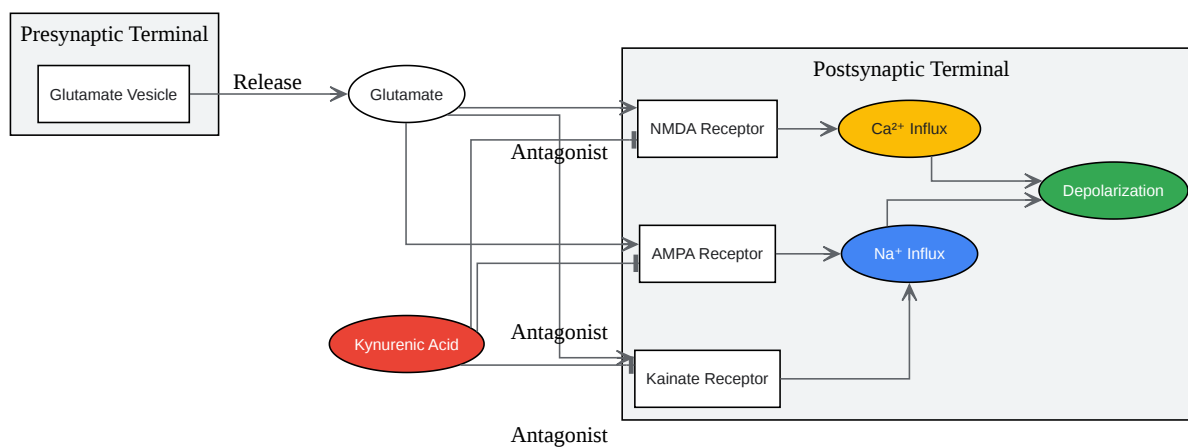 Presynaptic Terminal
Glutamate Vesicle
Release
Glutamate
Postsynaptic Terminal
NMDA Receptor
Ca²⁺ Influx
Antagonist
Depolarization
AMPA Receptor
Na⁺ Influx
Kynurenic Acid
Antagonist
Kainate Receptor
Antagonist